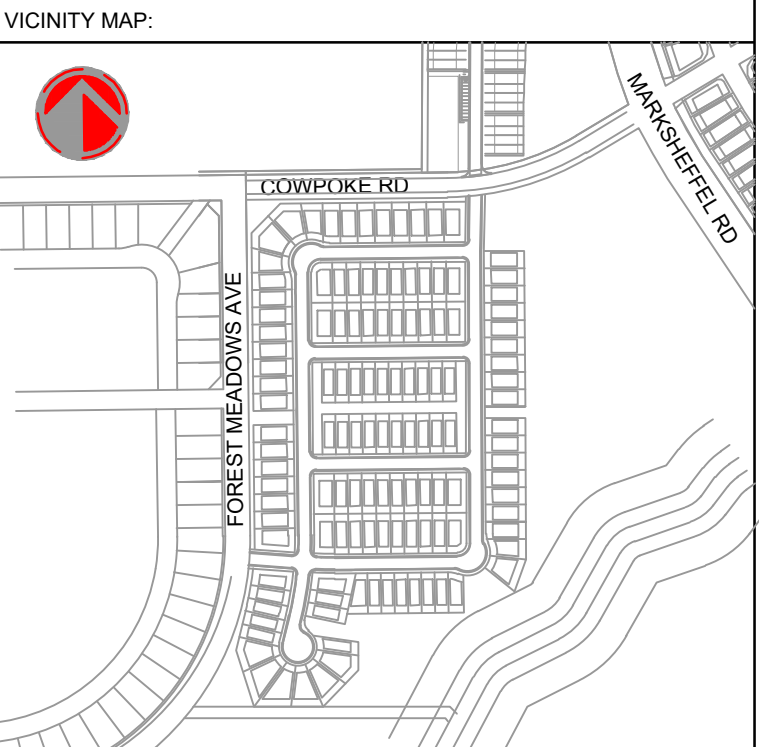 VICINITY MAP:
MARKSHEFFEL RD
COWPOKE RD
FOREST MEADOWS AVE